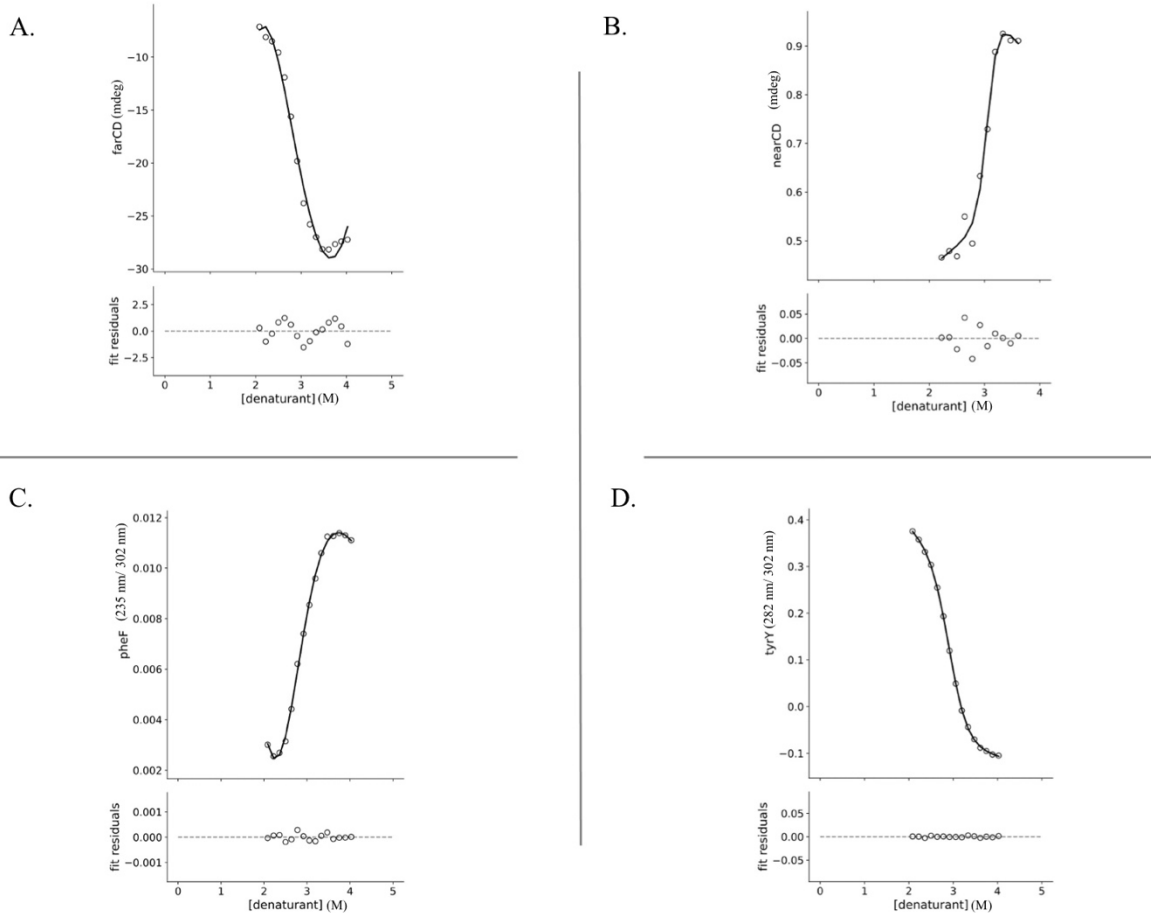 A.
farCD (mdeg)
−10
−15
−20
−25
−30
fit residuals
2.5
0.0
−2.5
0 1 2 3 4 5
[denaturant] (M)
B.
nearCD (mdeg)
0.9
0.8
0.7
0.6
0.5
fit residuals
0.05
0.00
−0.05
0 1 2 3 4
[denaturant] (M)
C.
pheF (235 nm/ 302 nm)
0.012
0.010
0.008
0.006
0.004
0.002
fit residuals
0.001
0.000
−0.001
0 1 2 3 4 5
[denaturant] (M)
D.
tyrY (282 nm/ 302 nm)
0.4
0.3
0.2
0.1
0.0
−0.1
fit residuals
0.05
0.00
−0.05
0 1 2 3 4 5
[denaturant] (M)